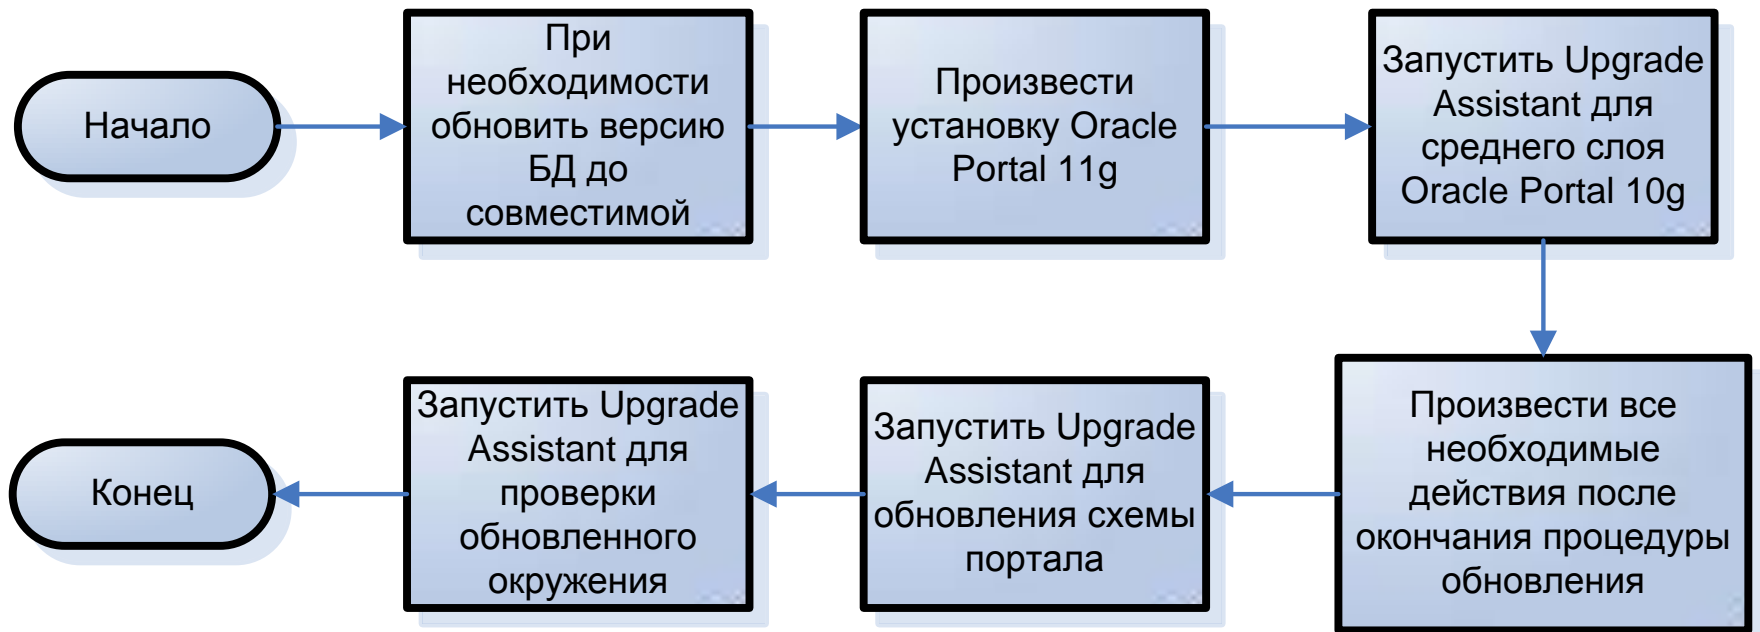 Начало
При
необходимости
обновить версию
БД до
совместимой
Произвести
установку Oracle
Portal 11g
Запустить Upgrade
Assistant для
среднего слоя
Oracle Portal 10g
Произвести все
необходимые
действия после
окончания процедуры
обновления
Запустить Upgrade
Assistant для
обновления схемы
портала
Запустить Upgrade
Assistant для
проверки
обновленного
окружения
Конец